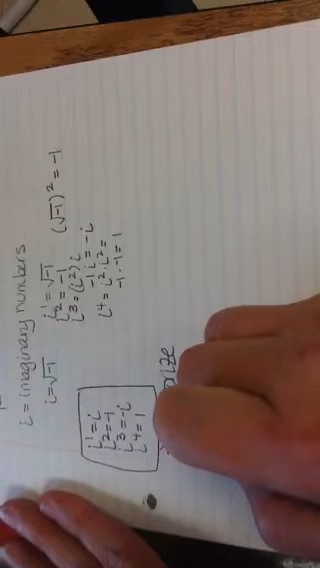 i = imaginary numbers
i = √-1
i¹ = √-1
i² = -1
(√-1)² = -1
i³ = (i²) i
-1 i = -i
i⁴ = i² · i² =
-1 · -1 = 1
i¹ = i
i² = -1
i³ = -i
i⁴ = 1